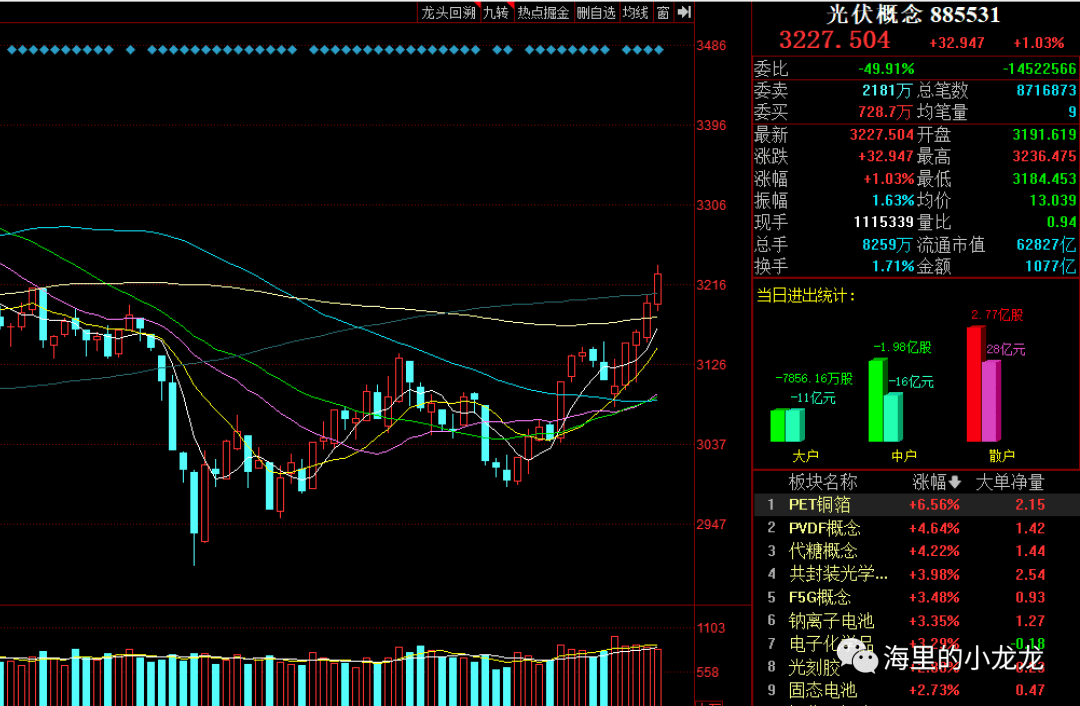 龙头回溯 九转 热点掘金 删自选 均线 窗
3486
3396
3306
3216
3126
3037
2947
1103
558
光伏概念 885531
3227.504 +32.947 +1.03%
委比 -49.91% -14522566
委卖 2181万 总笔数 8716873
委买 728.7万 均笔量 9
最新 3227.504 开盘 3191.619
涨跌 +32.947 最高 3236.475
涨幅 +1.03% 最低 3184.453
振幅 1.63% 均价 13.039
现手 1115339 量比 0.94
总手 8259万 流通市值 62827亿
换手 1.71% 金额 1077亿
当日进出统计：
2.77亿股
-1.98亿股 28亿元
-7856.16万股 -16亿元
-11亿元
大户 中户 散户
板块名称 涨幅 大单净量
1 PET铜箔 +6.56% 2.15
2 PVDF概念 +4.64% 1.42
3 代糖概念 +4.22% 1.44
4 共封装光学... +3.98% 2.54
5 F5G概念 +3.48% 0.93
6 钠离子电池 +3.35% 1.27
7 电子化学品 +3.29% -0.18
8 光刻胶
海里的小龙龙
9 固态电池 +2.73% 0.47